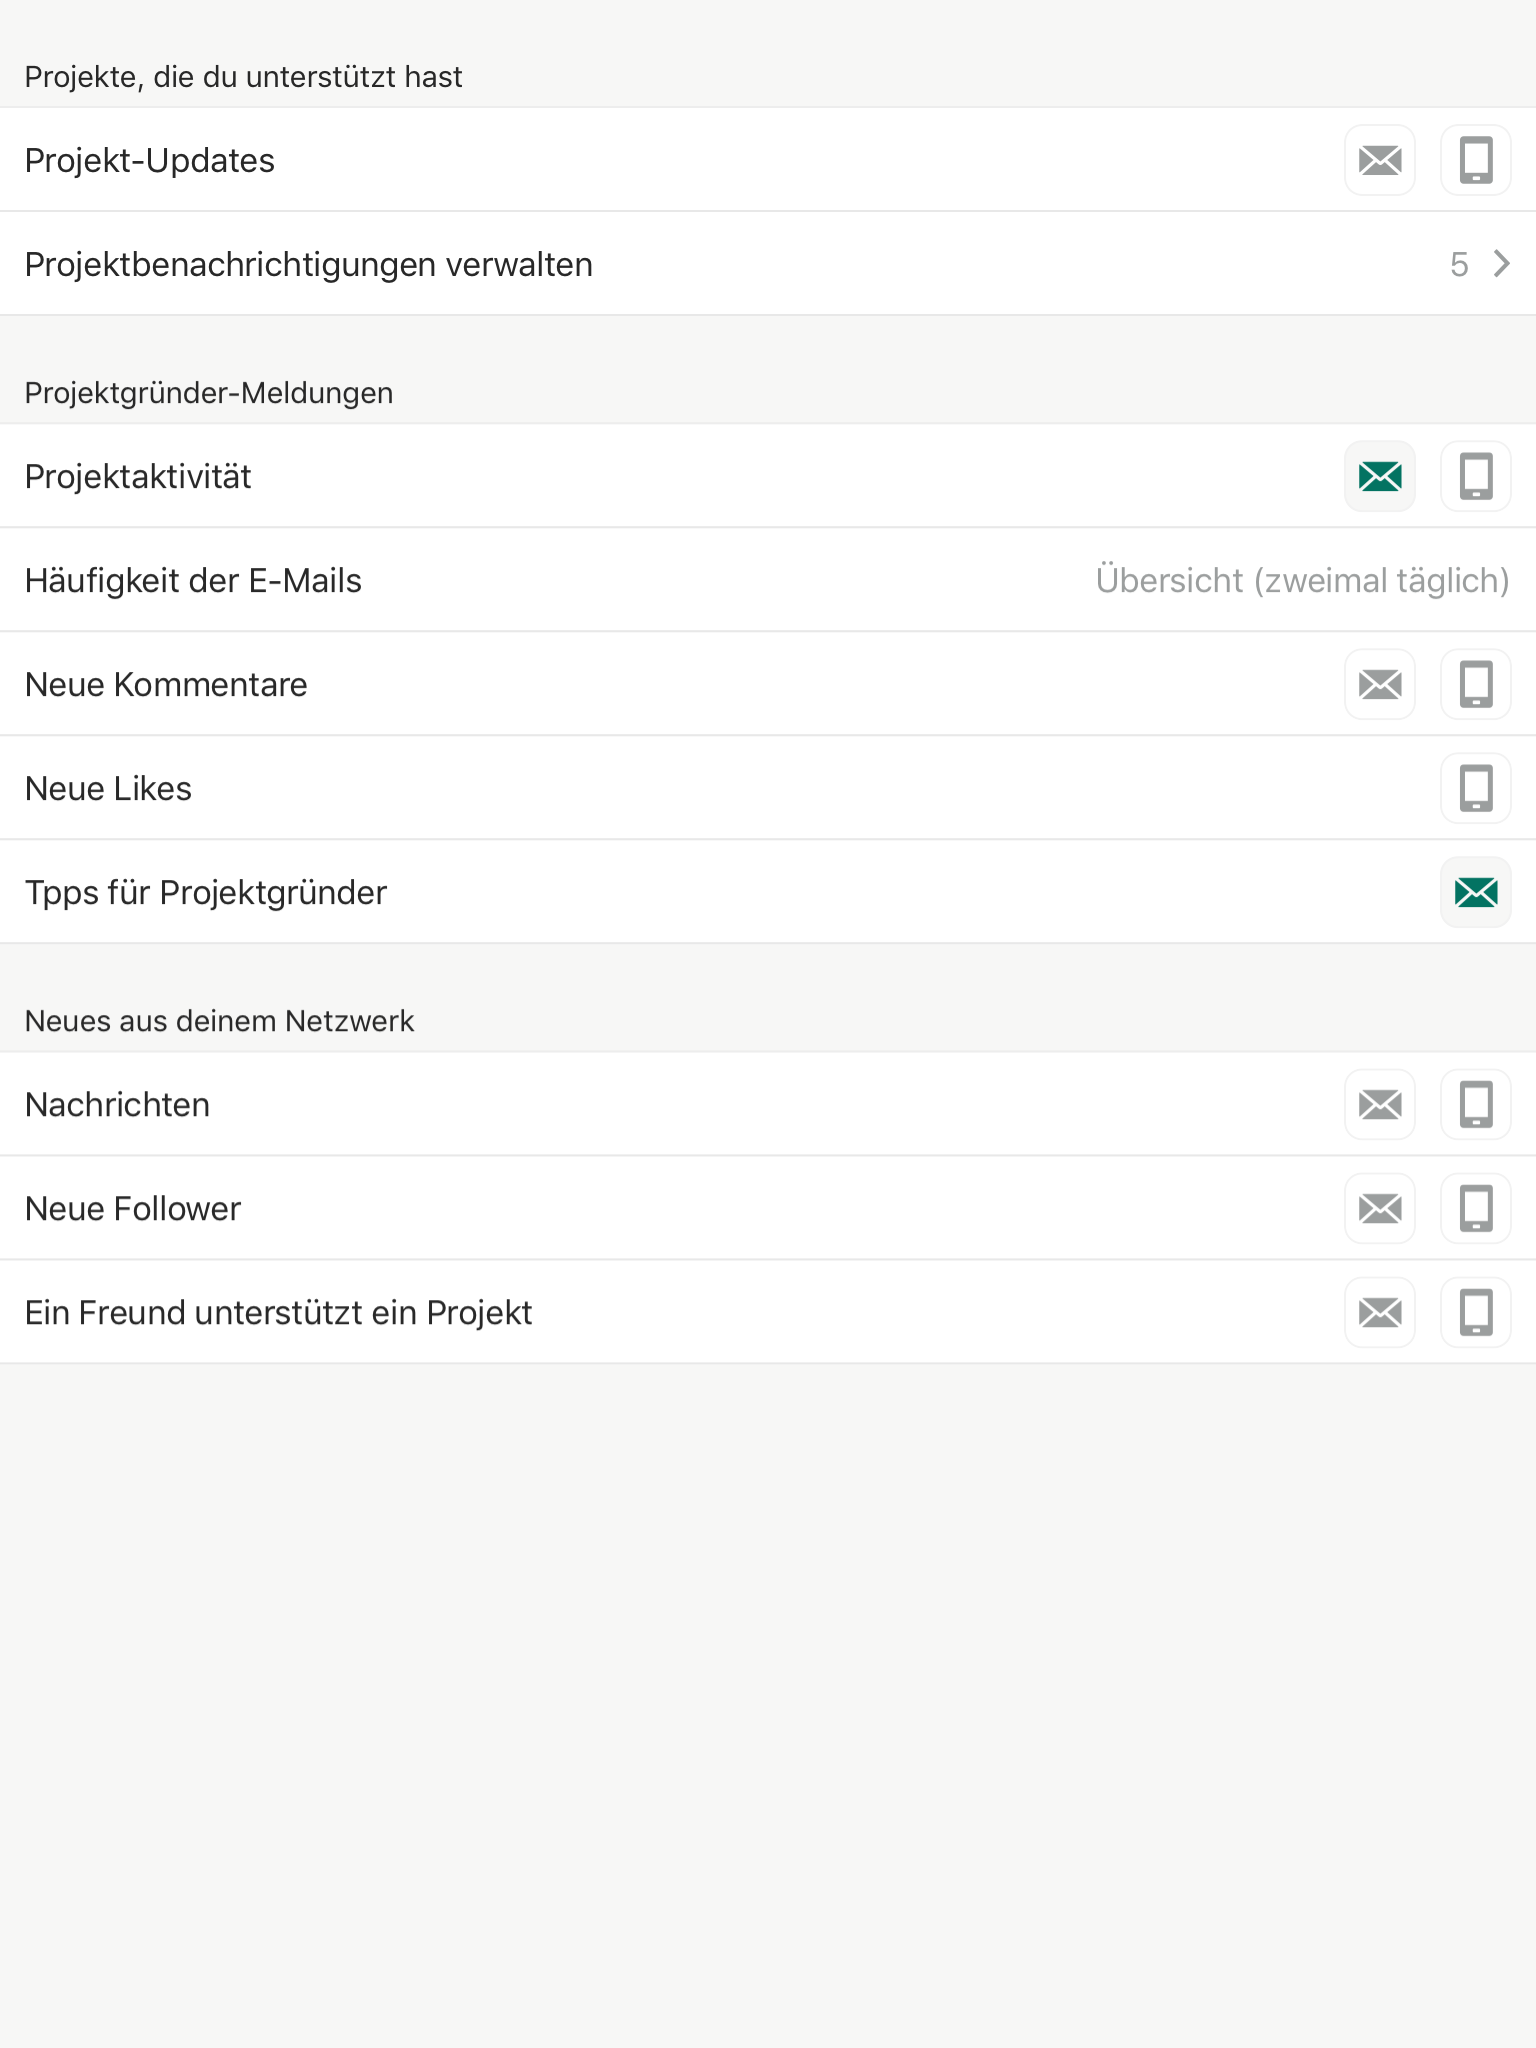 Projekte, die du unterstützt hast
Projekt-Updates
Projektbenachrichtigungen verwalten 5
Projektgründer-Meldungen
Projektaktivität
Häufigkeit der E-Mails Übersicht (zweimal täglich)
Neue Kommentare
Neue Likes
Tpps für Projektgründer
Neues aus deinem Netzwerk
Nachrichten
Neue Follower
Ein Freund unterstützt ein Projekt